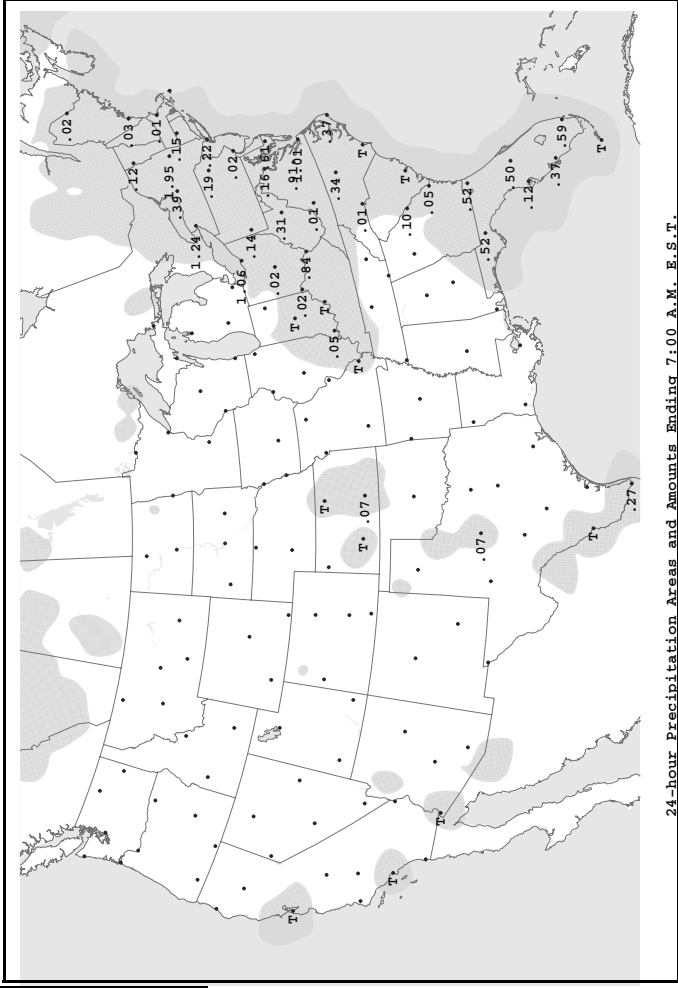 .02
.03
.12
.01
1.95
.39
.15
1.24
.22
.19
.02
1.06
.14
.16
.02
.31
.91
1.01
T
T
.02
.84
.01
T
T
.37
.05
.34
T
T
.01
T
.07
T
T
.10
.05
T
.52
.07
.52
.50
.12
.37
.59
T
T
.27
24-hour Precipitation Areas and Amounts Ending 7:00 A.M. E.S.T.